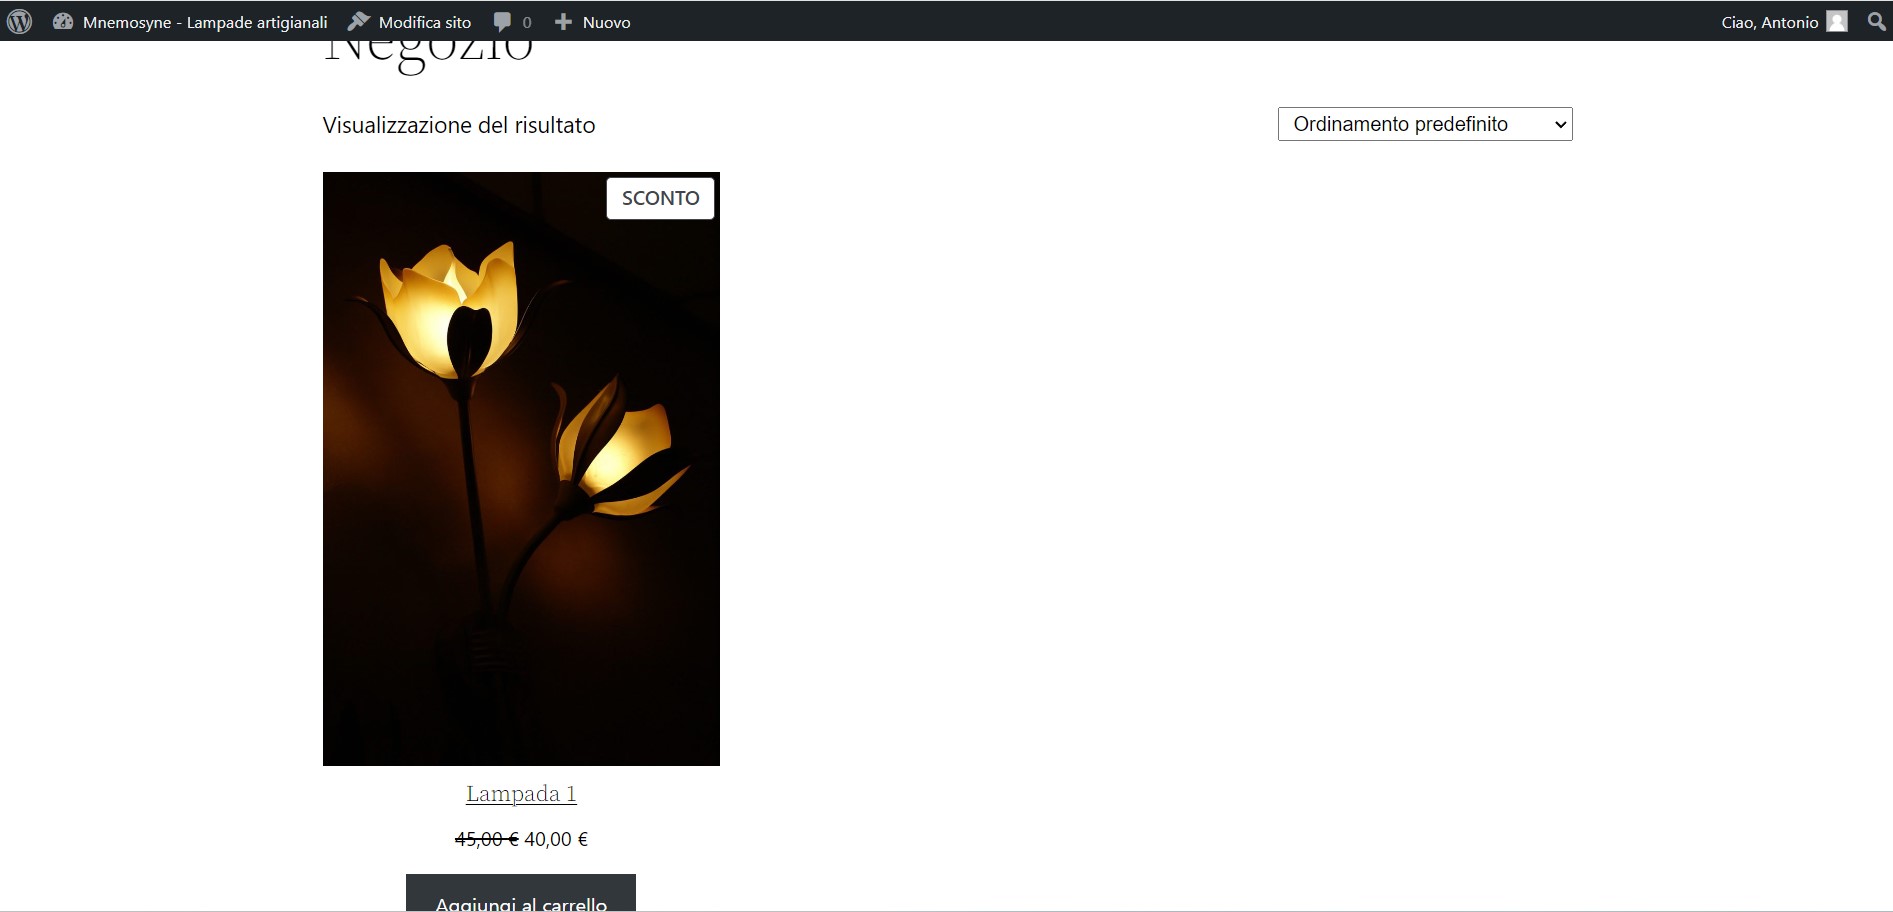 Mnemosyne - Lampade artigianali Modifica sito 0 Nuovo Ciao, Antonio
Negozio
Visualizzazione del risultato Ordinamento predefinito
SCONTO
Lampada 1
45,00 € 40,00 €
Aggiungi al carrello